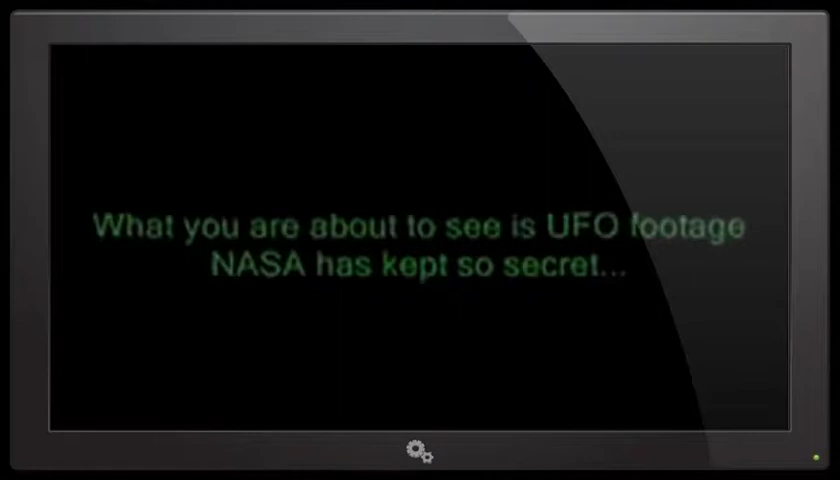 What you are about to see is UFO footage
NASA has kept so secret...